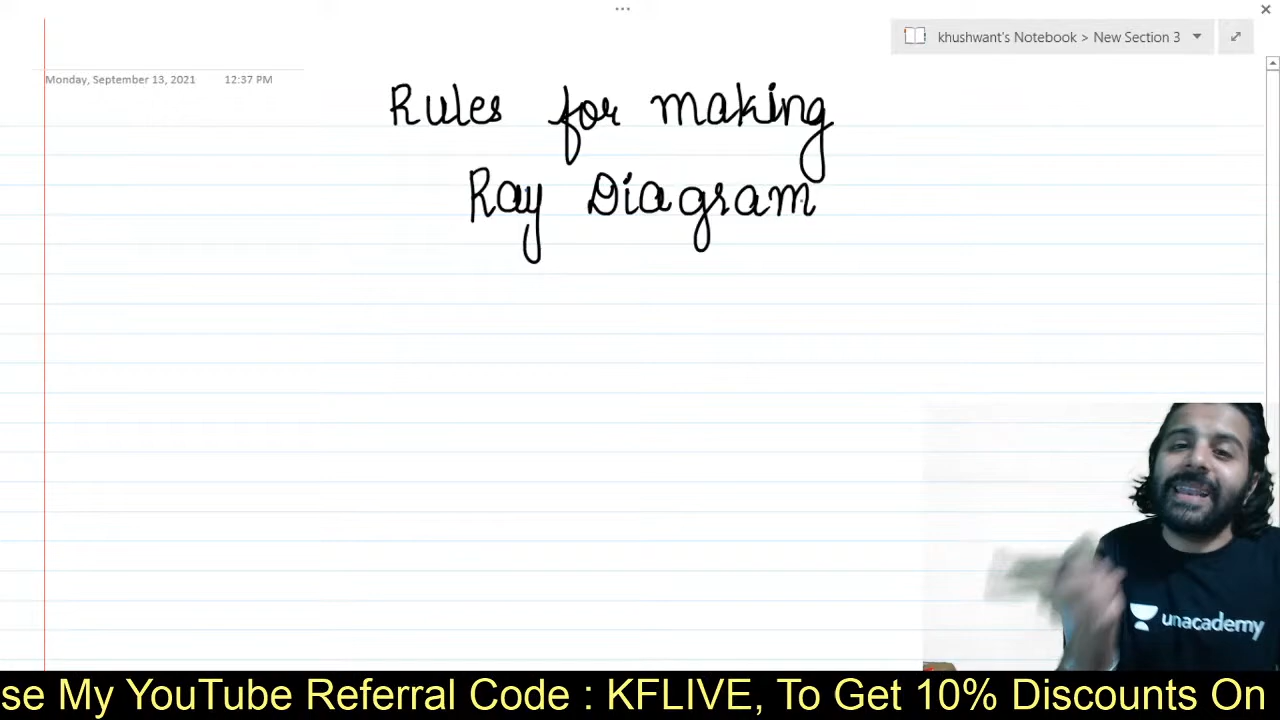 khushwant's Notebook > New Section 3
Monday, September 13, 2021 12:37 PM
Rules for making
Ray Diagram
unacademy
se My YouTube Referral Code : KFLIVE, To Get 10% Discounts On